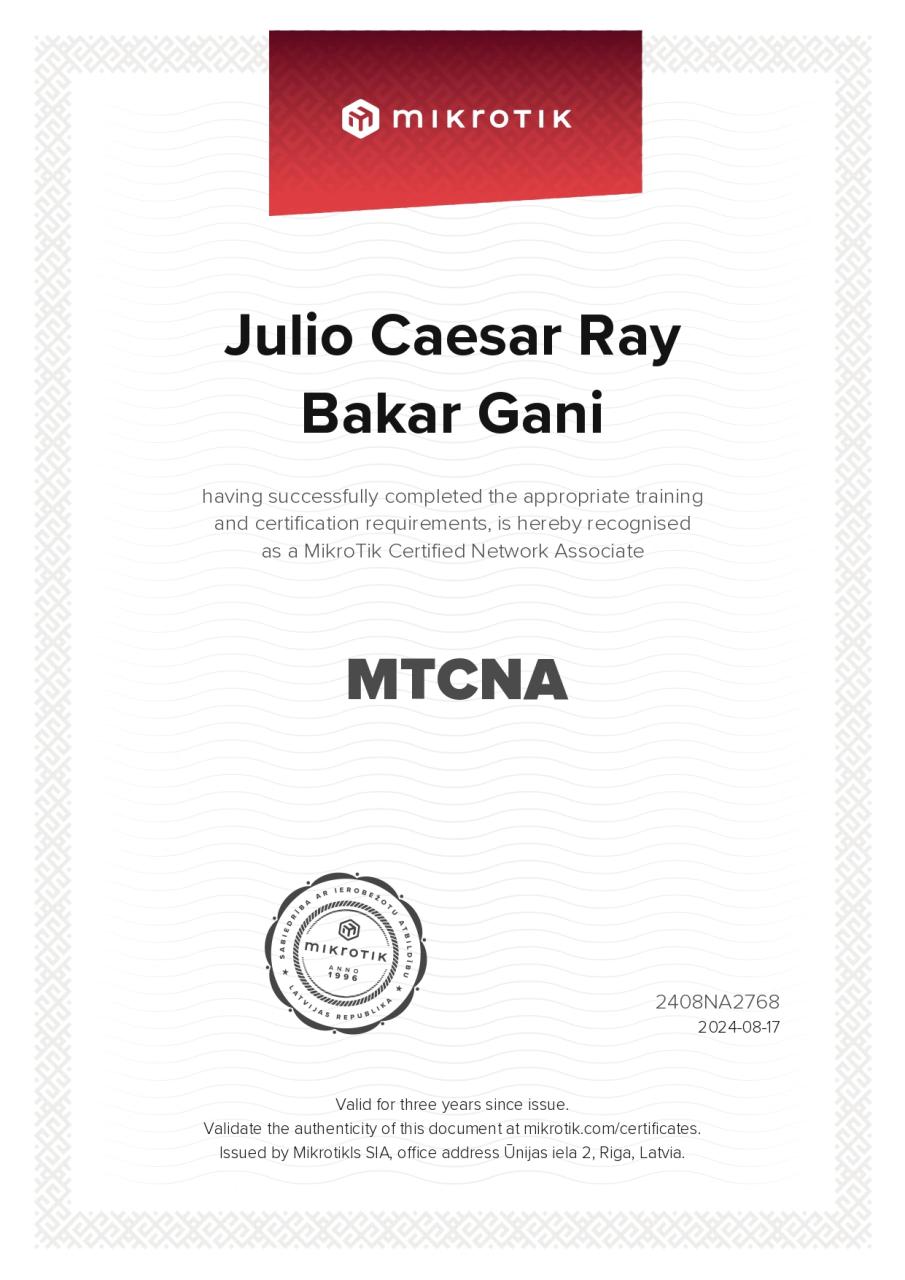 mikrotik
Julio Caesar Ray
Bakar Gani
having successfully completed the appropriate training
and certification requirements, is hereby recognised
as a MikroTik Certified Network Associate
MTCNA
SABIEDRĪBA AR IEROBEŽOTU ATBILDĪBU
mikrotik
ANNO
1996
★ LATVIJAS REPUBLIKA ★
2408NA2768
2024-08-17
Valid for three years since issue.
Validate the authenticity of this document at mikrotik.com/certificates.
Issued by Mikrotikls SIA, office address Ūnijas iela 2, Riga, Latvia.